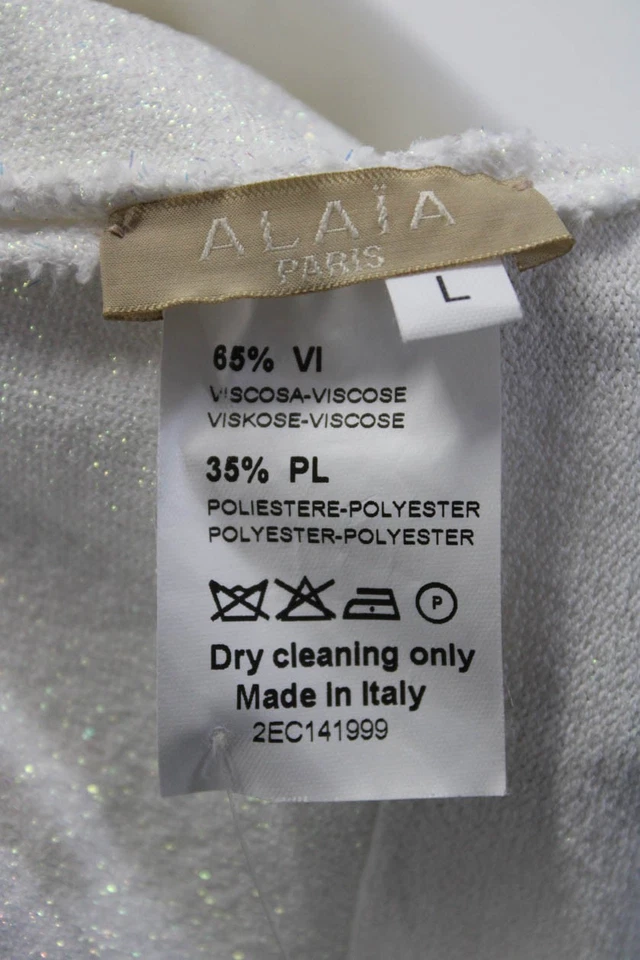 ALAÏA
PARIS
L
65% VI
VISCOSA-VISCOSE
VISKOSE-VISCOSE
35% PL
POLIESTERE-POLYESTER
POLYESTER-POLYESTER
P
Dry cleaning only
Made in Italy
2EC141999